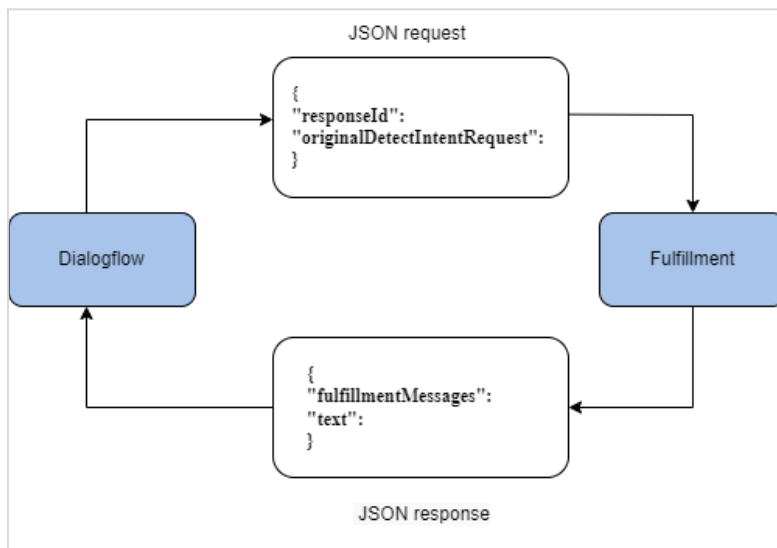 JSON request
{
"responseId":
"originalDetectIntentRequest":
}
Dialogflow
Fulfillment
{
"fulfillmentMessages":
"text":
}
JSON response